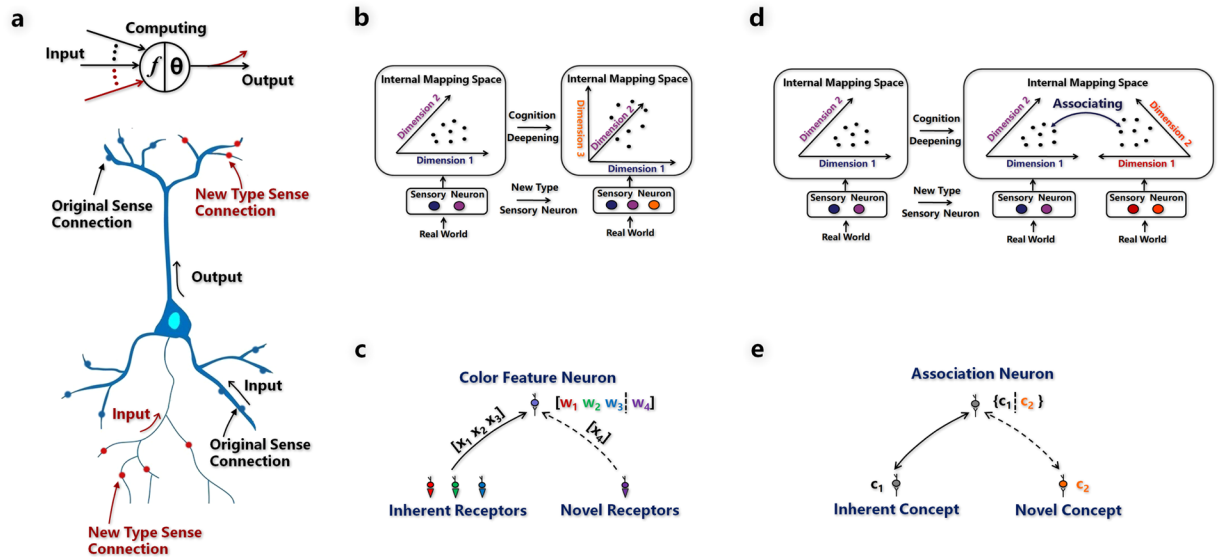 a
Computing
Input
f
θ
Output
New Type Sense
Connection
Original Sense
Connection
Output
Input
Input
Original Sense
Connection
New Type Sense
Connection
b
Internal Mapping Space
Dimension 2
Dimension 1
Cognition
Deepening
Internal Mapping Space
Dimension 3
Dimension 2
Dimension 1
Sensory Neuron
Real World
New Type
Sensory Neuron
Sensory Neuron
Real World
c
Color Feature Neuron
[w1 w2 w3 w4]
[x1 x2 x3]
[x4]
Inherent Receptors
Novel Receptors
d
Internal Mapping Space
Dimension 2
Dimension 1
Cognition
Deepening
Internal Mapping Space
Dimension 2
Associating
Dimension 2
Dimension 1
Dimension 1
Sensory Neuron
Real World
New Type
Sensory Neuron
Sensory Neuron
Real World
Sensory Neuron
Real World
e
Association Neuron
{c1 c2 }
c1
c2
Inherent Concept
Novel Concept